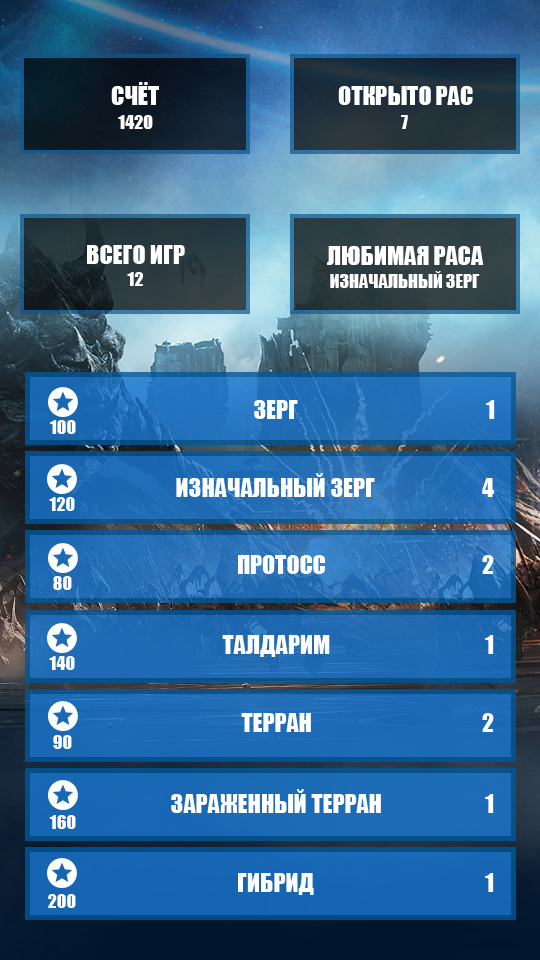 СЧЁТ
1420
ОТКРЫТО РАС
7
ВСЕГО ИГР
12
ЛЮБИМАЯ РАСА
ИЗНАЧАЛЬНЫЙ ЗЕРГ
100 ЗЕРГ 1
120 ИЗНАЧАЛЬНЫЙ ЗЕРГ 4
80 ПРОТОСС 2
140 ТАЛДАРИМ 1
90 ТЕРРАН 2
160 ЗАРАЖЕННЫЙ ТЕРРАН 1
200 ГИБРИД 1